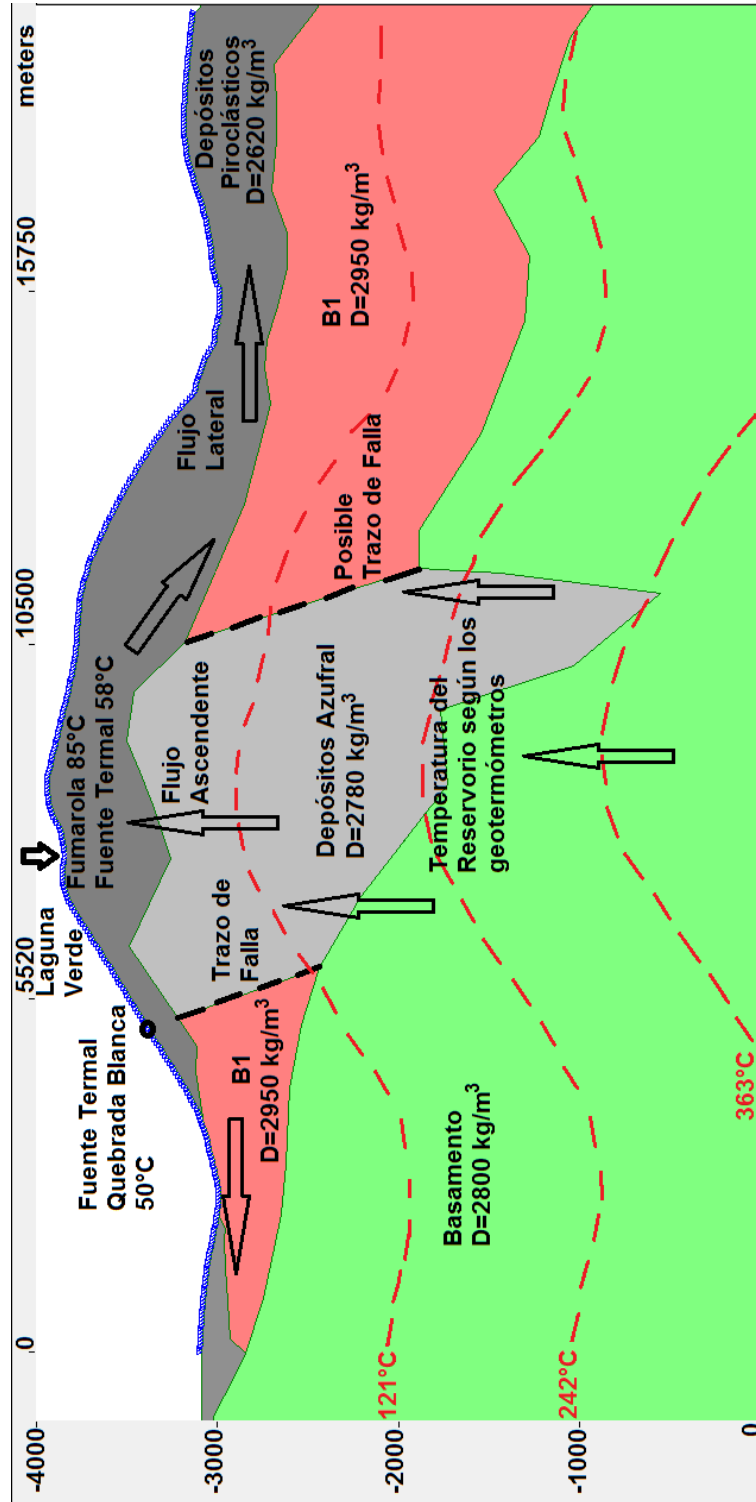 0
5520
10500
15750
meters
-4000
-3000
-2000
-1000
0
Laguna
Verde
Fuente Termal
Quebrada Blanca
50°C
Fumarola 85°C
Fuente Termal 58°C
Depósitos
Piroclásticos
D=2620 kg/m³
Flujo
Lateral
Flujo
Ascendente
Trazo de
Falla
B1
D=2950 kg/m³
B1
D=2950 kg/m³
Posible
Trazo de Falla
Depósitos Azufral
D=2780 kg/m³
Temperatura del
Reservorio según los
geotermómetros
Basamento
D=2800 kg/m³
121°C
242°C
363°C